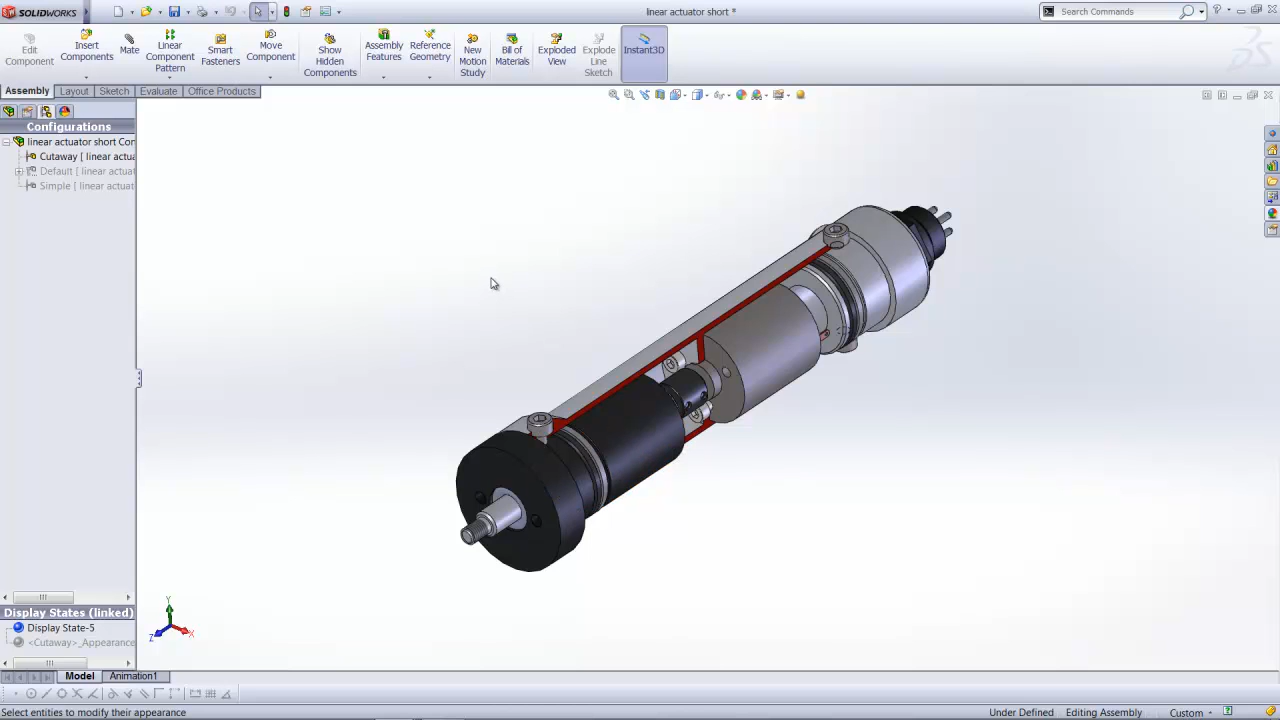 SOLIDWORKS
linear actuator short *
Search Commands
Edit Component
Insert Components
Mate
Linear Component Pattern
Smart Fasteners
Move Component
Show Hidden Components
Assembly Features
Reference Geometry
New Motion Study
Bill of Materials
Exploded View
Explode Line Sketch
Instant3D
Assembly Layout Sketch Evaluate Office Products
Configurations
linear actuator short Con
Cutaway [ linear actua
Default [ linear actuat
Simple [ linear actuat
Y
Z
X
Display States (linked)
Display State-5
<Cutaway>_Appearance
Model Animation1
Select entities to modify their appearance
Under Defined Editing Assembly Custom